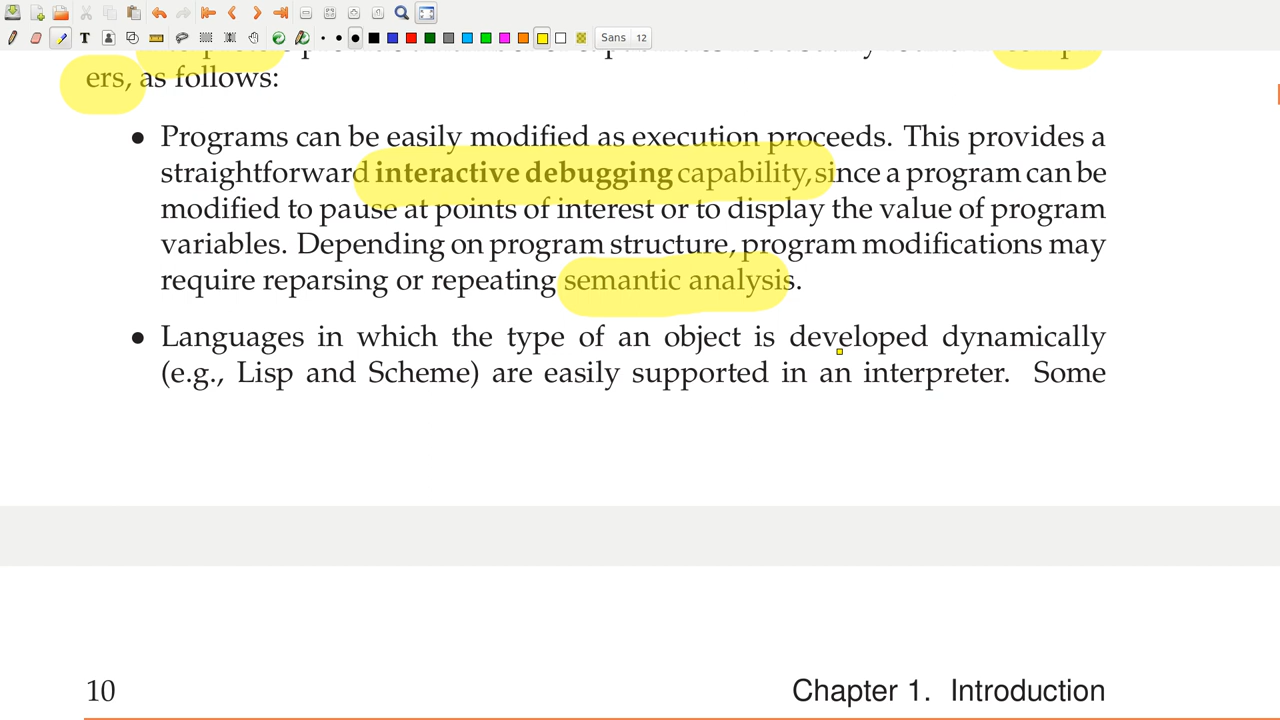 T
Sans 12
ers, as follows:
• Programs can be easily modified as execution proceeds. This provides a
straightforward interactive debugging capability, since a program can be
modified to pause at points of interest or to display the value of program
variables. Depending on program structure, program modifications may
require reparsing or repeating semantic analysis.
• Languages in which the type of an object is developed dynamically
(e.g., Lisp and Scheme) are easily supported in an interpreter. Some
10 Chapter 1. Introduction